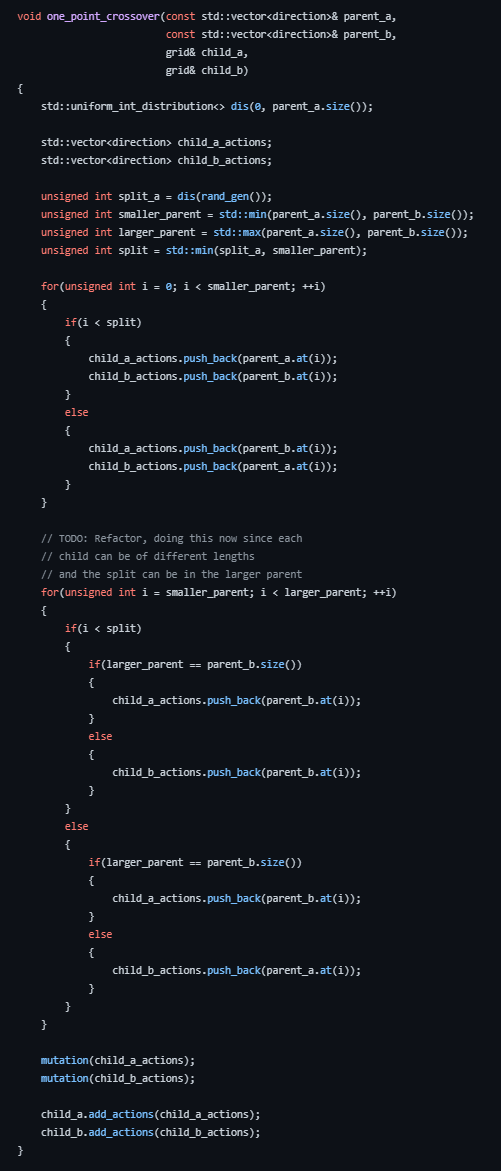 void one_point_crossover(const std::vector<direction>& parent_a,
                         const std::vector<direction>& parent_b,
                         grid& child_a,
                         grid& child_b)
{
    std::uniform_int_distribution<> dis(0, parent_a.size());

    std::vector<direction> child_a_actions;
    std::vector<direction> child_b_actions;

    unsigned int split_a = dis(rand_gen());
    unsigned int smaller_parent = std::min(parent_a.size(), parent_b.size());
    unsigned int larger_parent = std::max(parent_a.size(), parent_b.size());
    unsigned int split = std::min(split_a, smaller_parent);

    for(unsigned int i = 0; i < smaller_parent; ++i)
    {
        if(i < split)
        {
            child_a_actions.push_back(parent_a.at(i));
            child_b_actions.push_back(parent_b.at(i));
        }
        else
        {
            child_a_actions.push_back(parent_b.at(i));
            child_b_actions.push_back(parent_a.at(i));
        }
    }

    // TODO: Refactor, doing this now since each
    // child can be of different lengths
    // and the split can be in the larger parent
    for(unsigned int i = smaller_parent; i < larger_parent; ++i)
    {
        if(i < split)
        {
            if(larger_parent == parent_b.size())
            {
                child_a_actions.push_back(parent_b.at(i));
            }
            else
            {
                child_b_actions.push_back(parent_b.at(i));
            }
        }
        else
        {
            if(larger_parent == parent_b.size())
            {
                child_a_actions.push_back(parent_b.at(i));
            }
            else
            {
                child_b_actions.push_back(parent_a.at(i));
            }
        }
    }

    mutation(child_a_actions);
    mutation(child_b_actions);

    child_a.add_actions(child_a_actions);
    child_b.add_actions(child_b_actions);
}